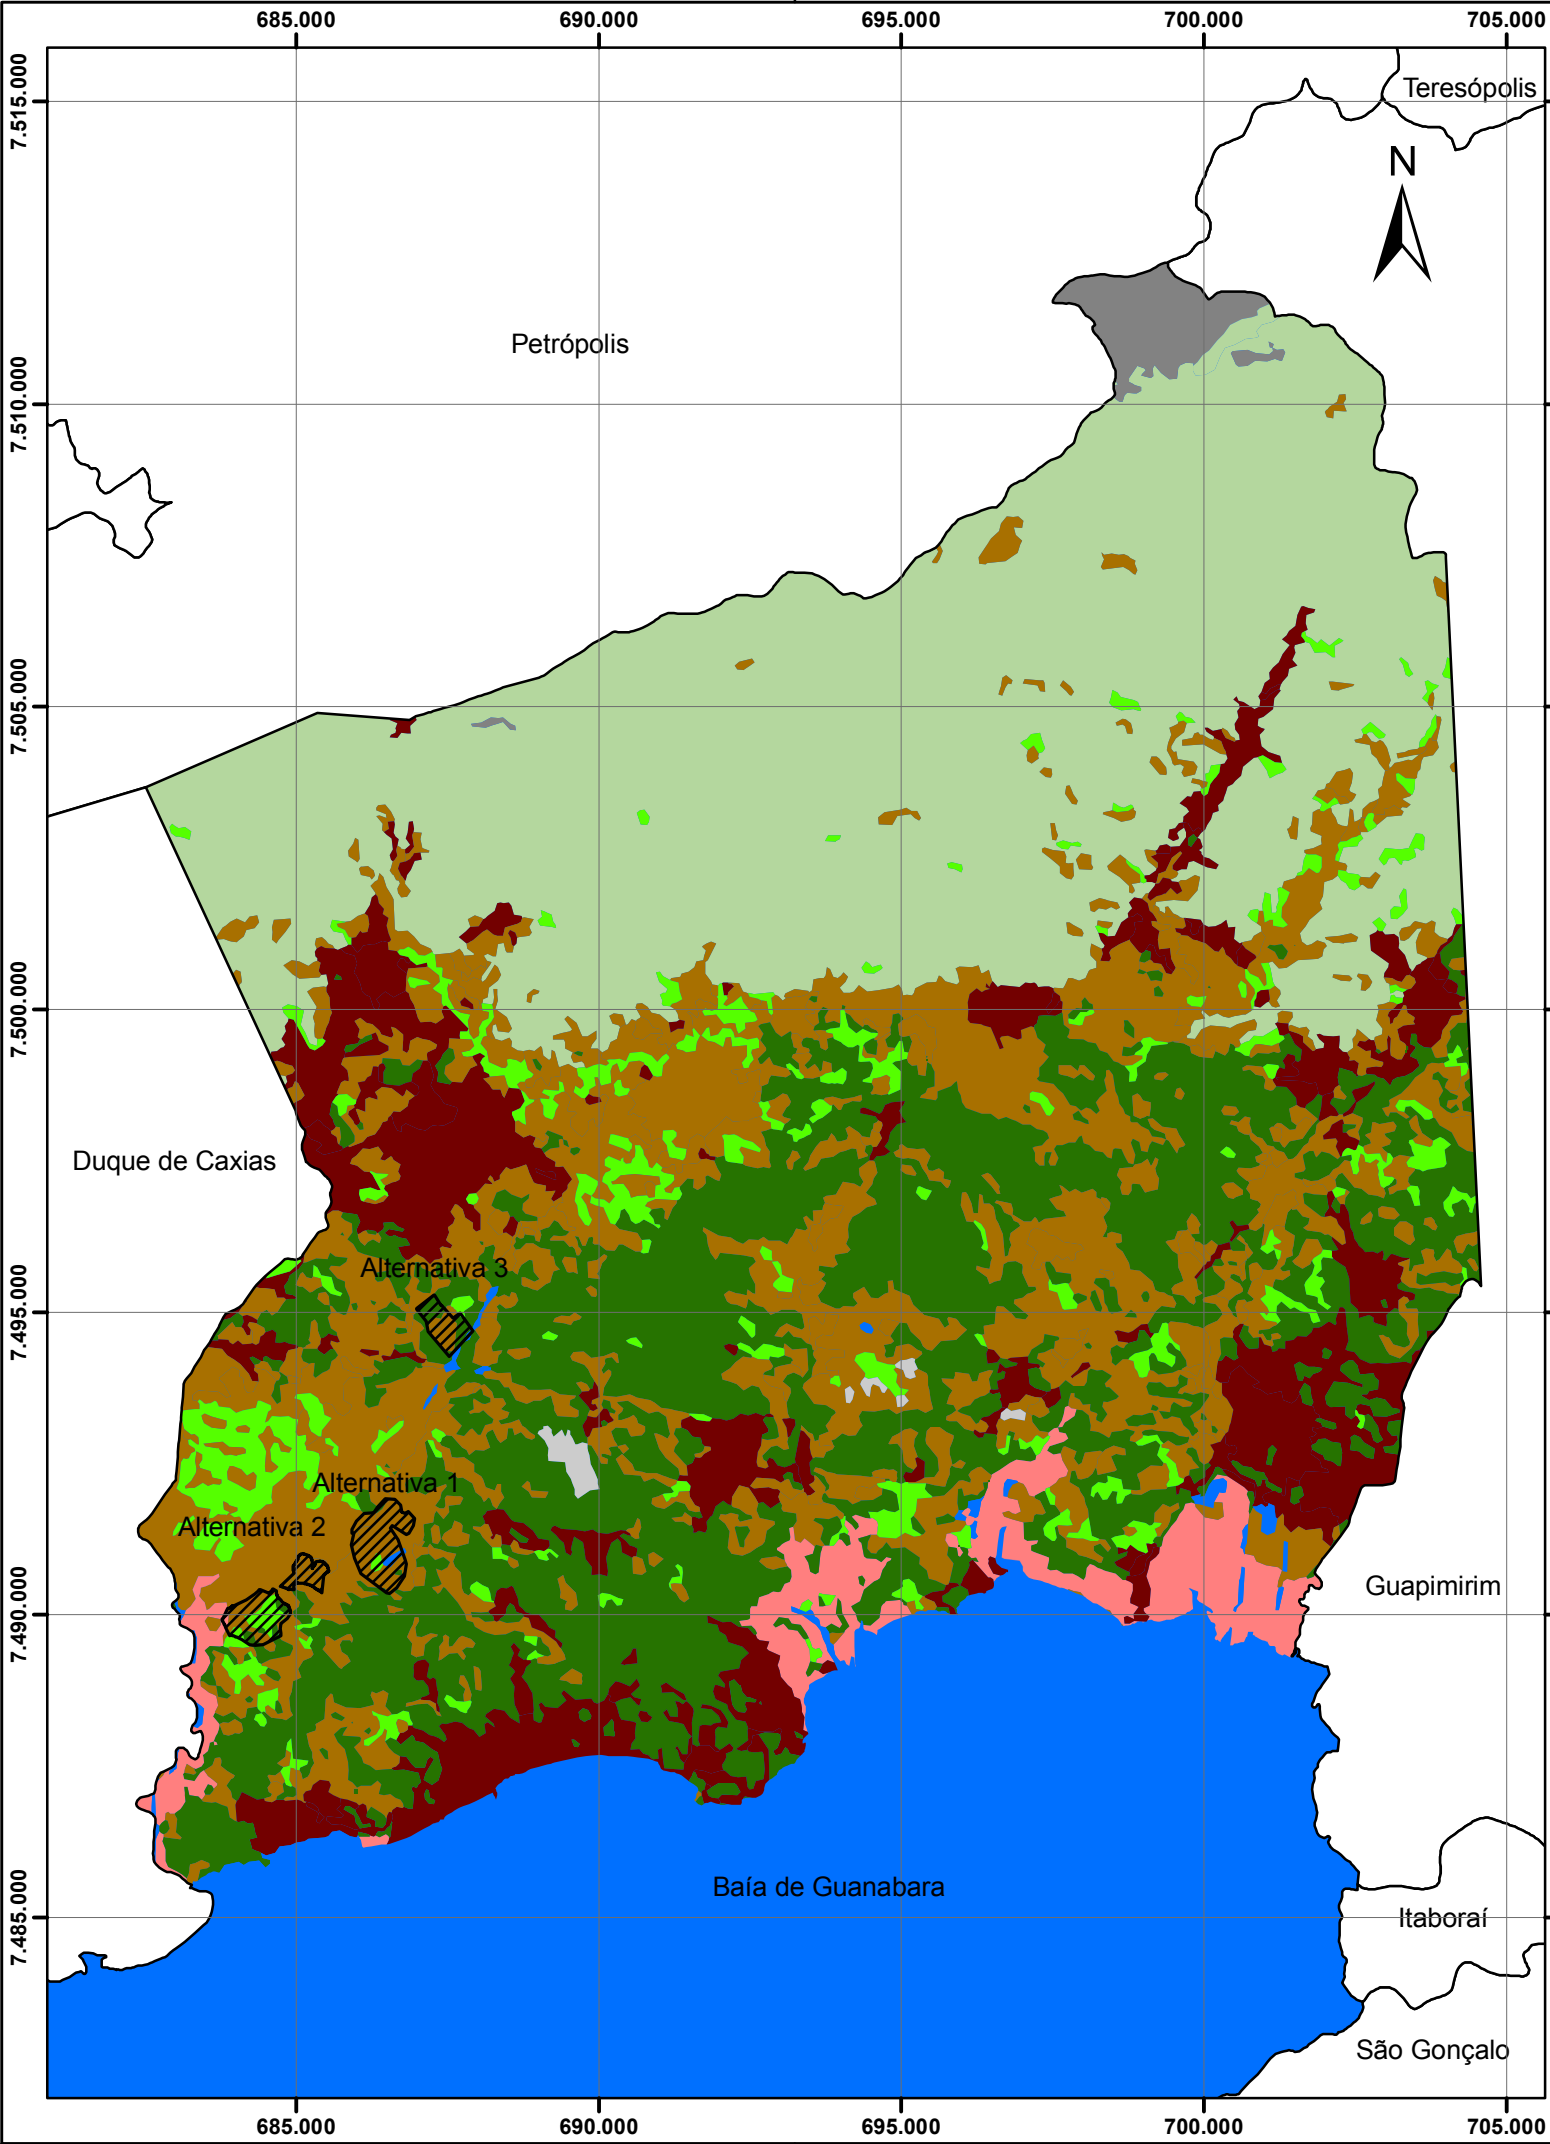 685.000 690.000 695.000 700.000 705.000
7.515.000
Teresópolis
N
Petrópolis
7.510.000
7.505.000
7.500.000
Duque de Caxias
Alternativa 3
7.495.000
Alternativa 1
Alternativa 2
Guapimirim
7.490.000
Baía de Guanabara
7.485.000
Itaboraí
São Gonçalo
685.000 690.000 695.000 700.000 705.000